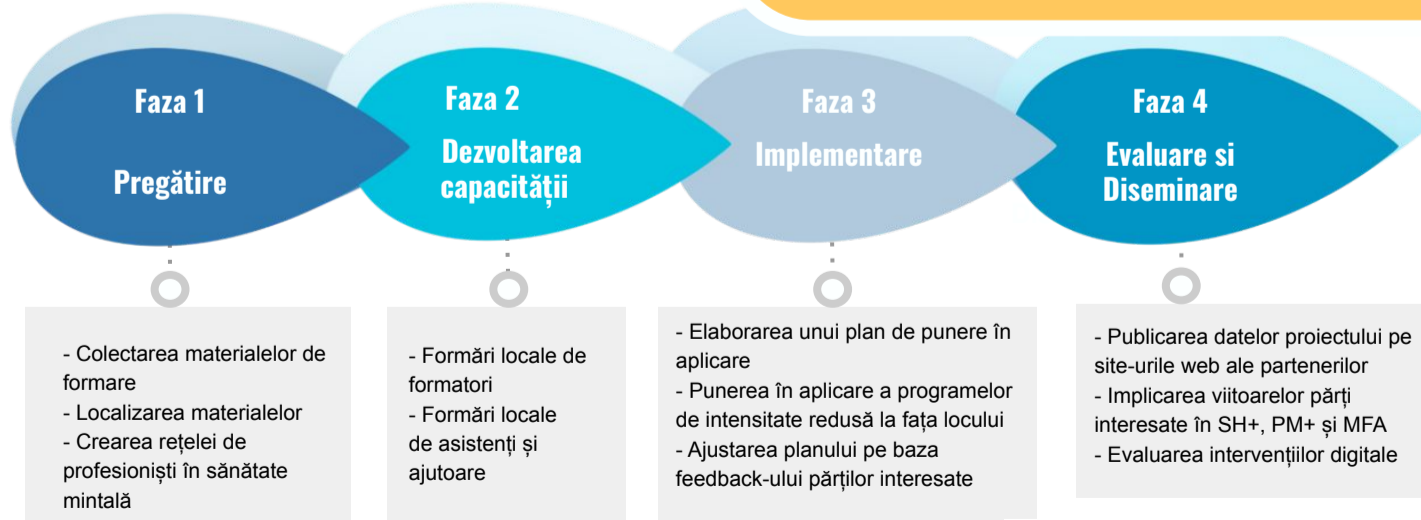 Faza 1
Pregătire
Faza 2
Dezvoltarea
capacității
Faza 3
Implementare
Faza 4
Evaluare si
Diseminare
- Colectarea materialelor de
formare
- Localizarea materialelor
- Crearea rețelei de
profesioniști în sănătate
mintală
- Formări locale de
formatori
- Formări locale
de asistenți și
ajutoare
- Elaborarea unui plan de punere în
aplicare
- Punerea în aplicare a programelor
de intensitate redusă la fața locului
- Ajustarea planului pe baza
feedback-ului părților interesate
- Publicarea datelor proiectului pe
site-urile web ale partenerilor
- Implicarea viitoarelor părți
interesate în SH+, PM+ și MFA
- Evaluarea intervențiilor digitale